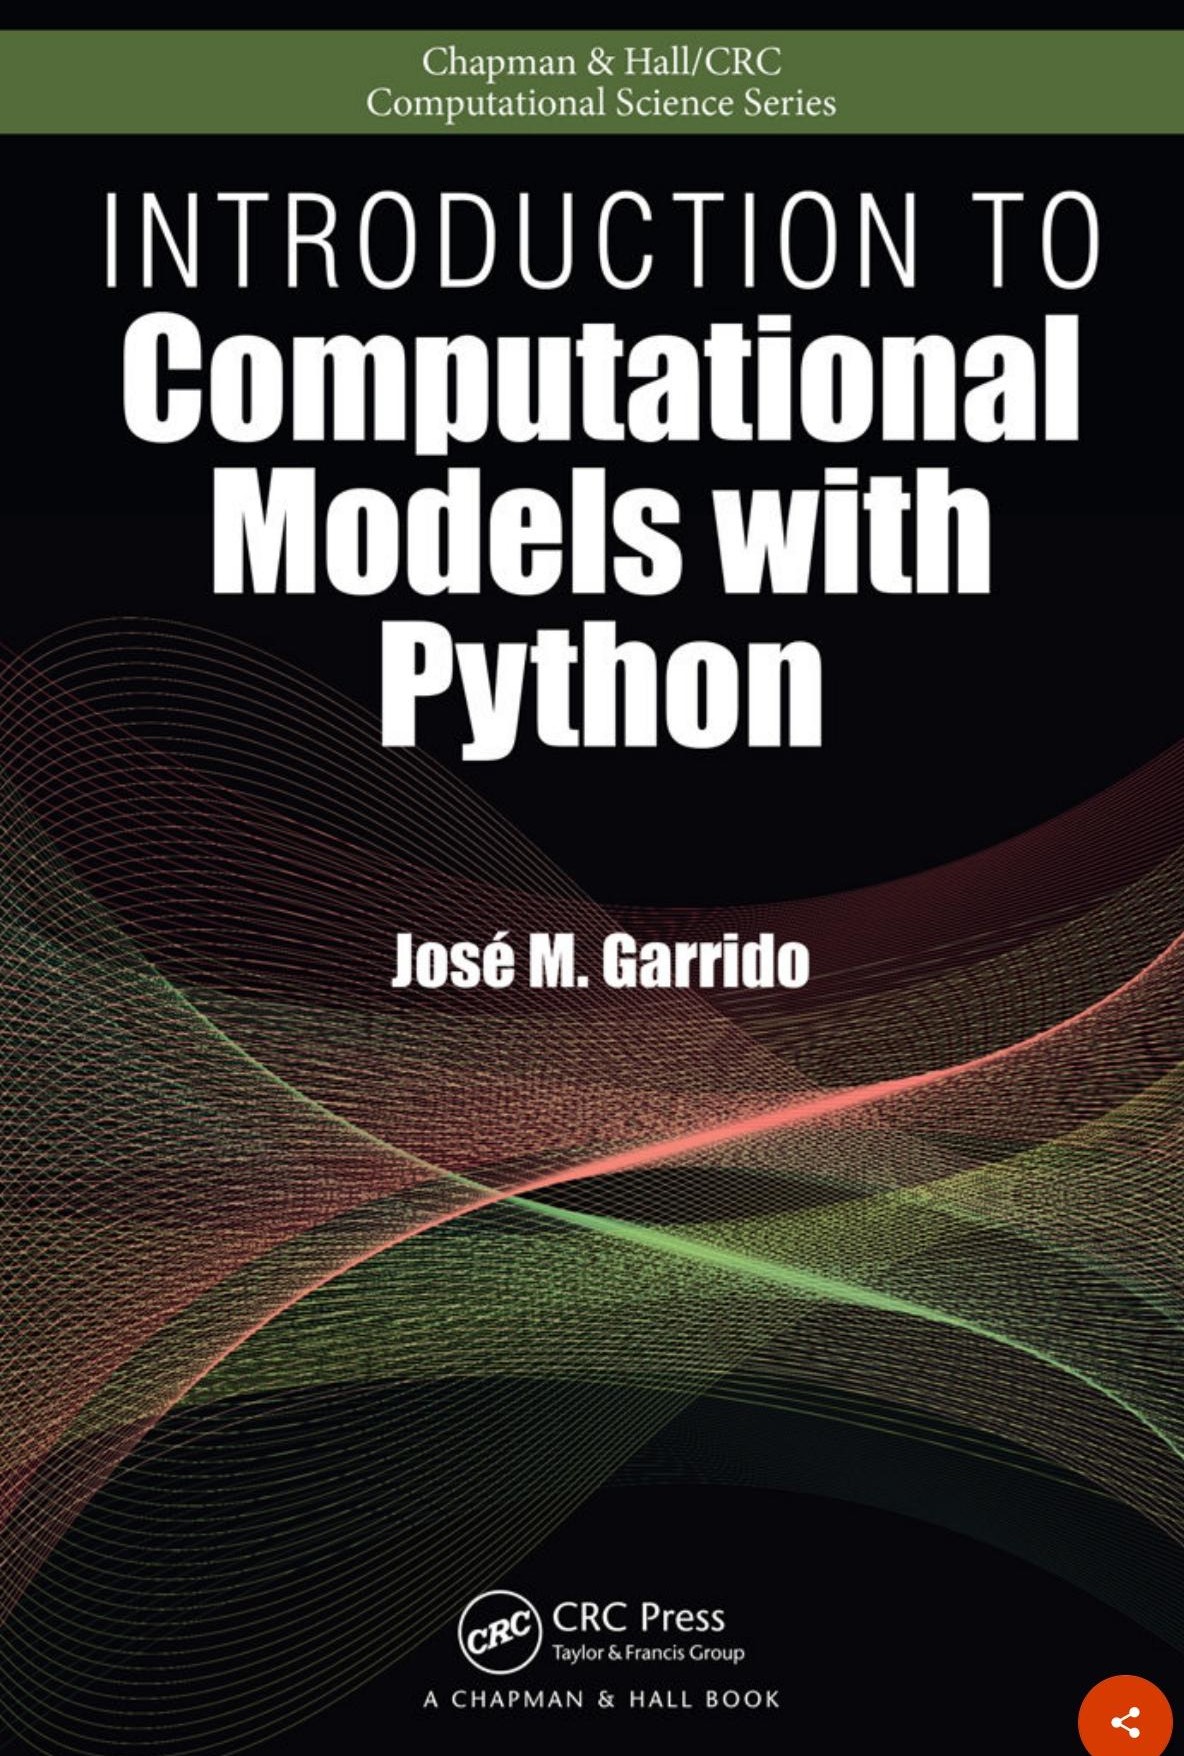 Chapman & Hall/CRC
Computational Science Series
INTRODUCTION TO
Computational
Models with
Python
José M. Garrido
CRC
CRC Press
Taylor & Francis Group
A CHAPMAN & HALL BOOK